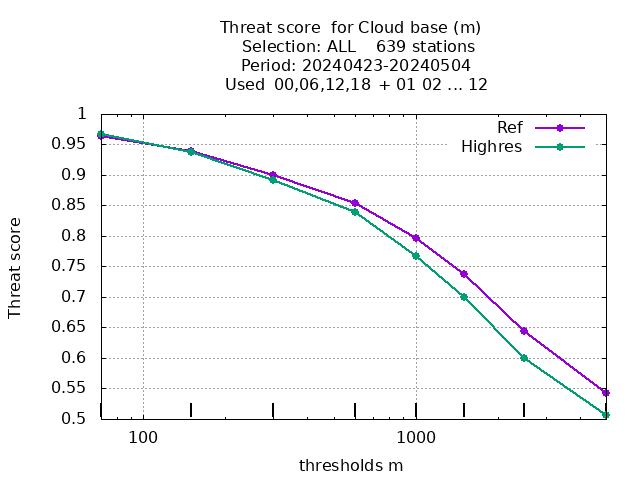 Threat score  for Cloud base (m)
Selection: ALL    639 stations
Period: 20240423-20240504
Used  00,06,12,18  + 01 02 ... 12
Ref
Highres
1
0.95
0.9
0.85
0.8
0.75
0.7
0.65
0.6
0.55
0.5
Threat score
100
1000
thresholds m